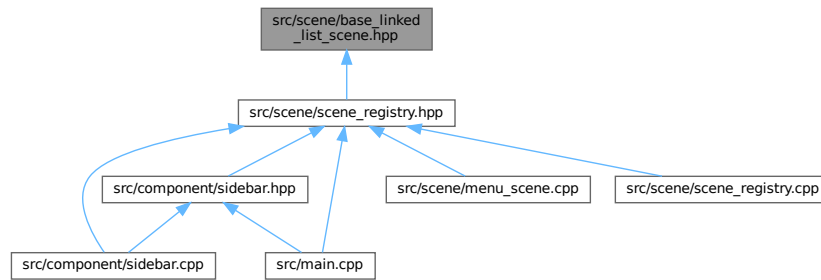 src/scene/base_linked
_list_scene.hpp
src/scene/scene_registry.hpp
src/component/sidebar.hpp
src/scene/menu_scene.cpp
src/scene/scene_registry.cpp
src/component/sidebar.cpp
src/main.cpp